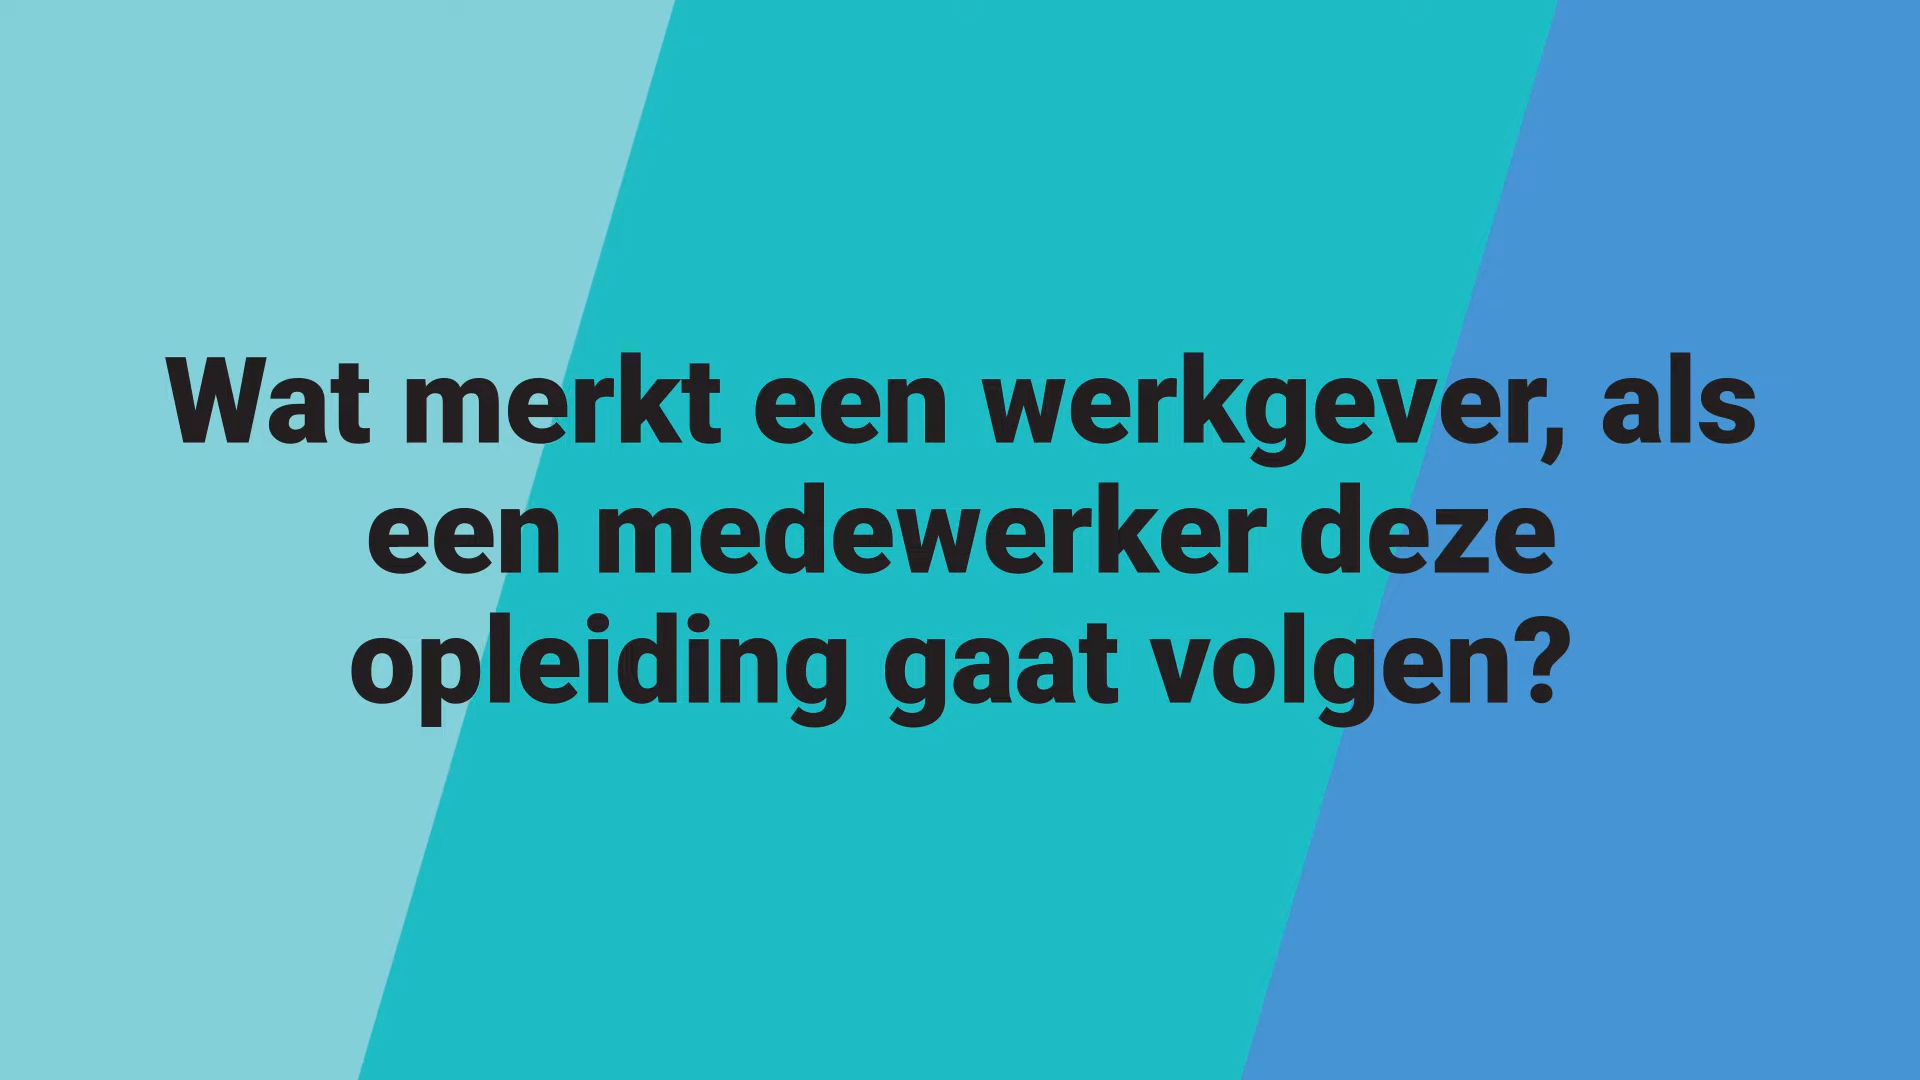 Wat merkt een werkgever, als
een medewerker deze
opleiding gaat volgen?